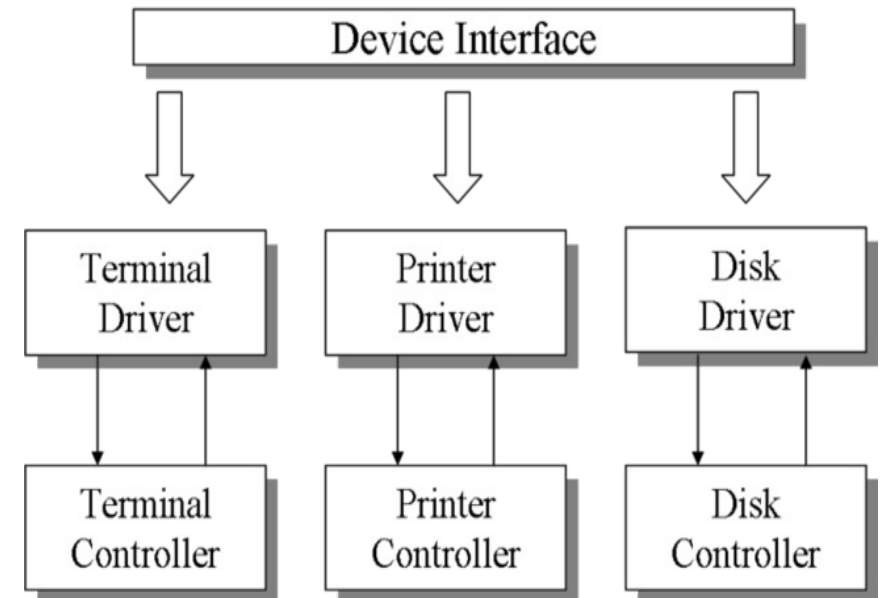 Device Interface
Terminal
Driver
Printer
Driver
Disk
Driver
Terminal
Controller
Printer
Controller
Disk
Controller